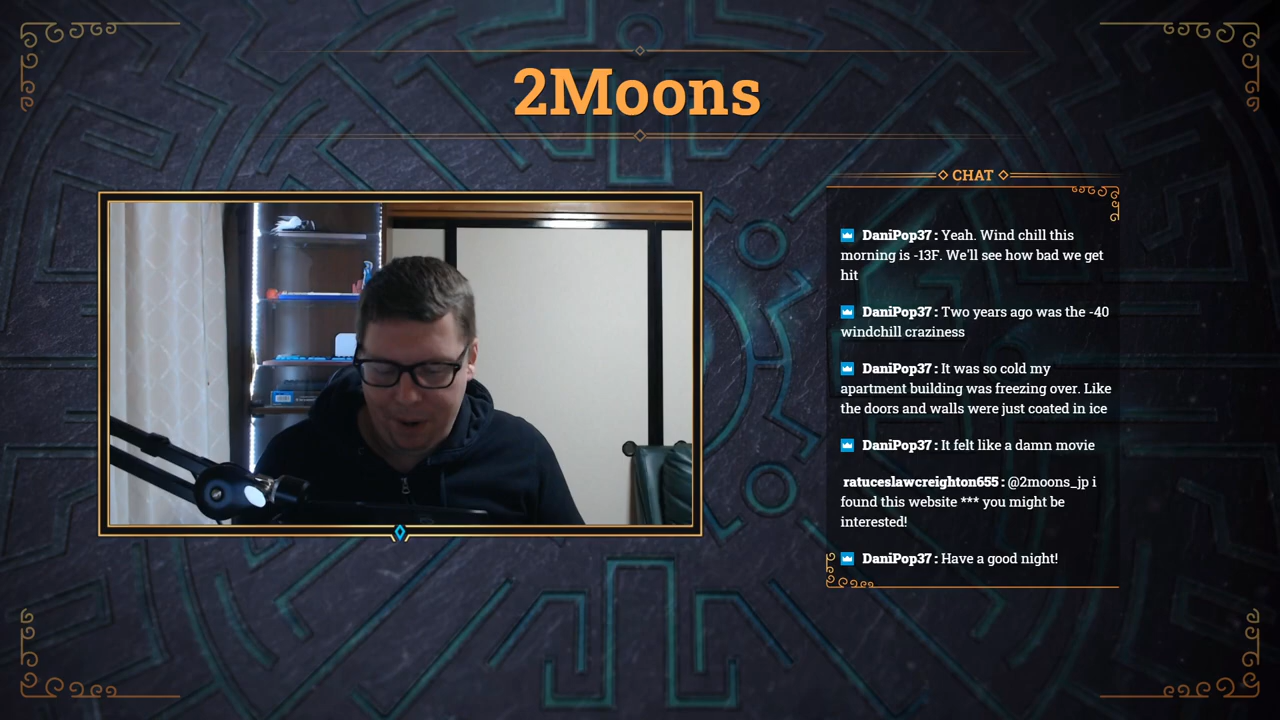 2Moons
CHAT
DaniPop37 : Yeah. Wind chill this
morning is -13F. We'll see how bad we get
hit
DaniPop37 : Two years ago was the -40
windchill craziness
DaniPop37 : It was so cold my
apartment building was freezing over. Like
the doors and walls were just coated in ice
DaniPop37 : It felt like a damn movie
ratuceslawcreighton655 : @2moons_jp i
found this website *** you might be
interested!
DaniPop37 : Have a good night!